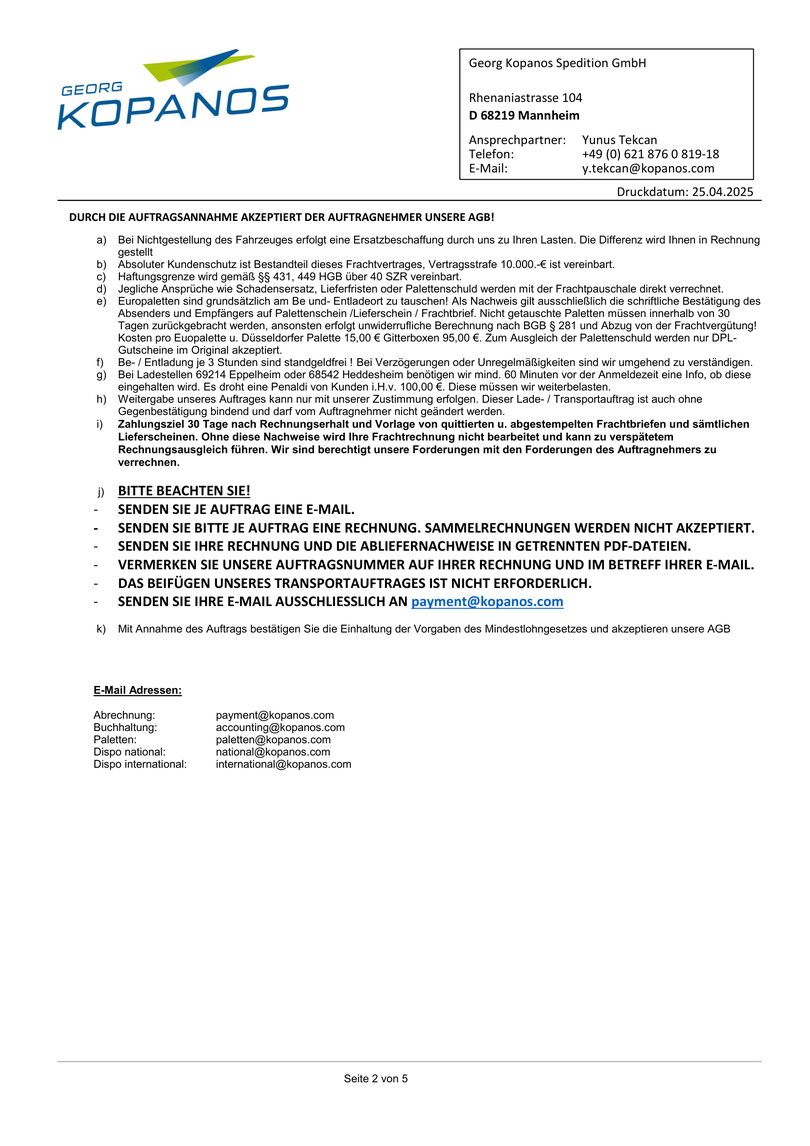 GEORG
KOPANOS
Georg Kopanos Spedition GmbH
Rhenaniastrasse 104
D 68219 Mannheim
Ansprechpartner: Yunus Tekcan
Telefon: +49 (0) 621 876 0 819-18
E-Mail: y.tekcan@kopanos.com
Druckdatum: 25.04.2025
DURCH DIE AUFTRAGSANNAHME AKZEPTIERT DER AUFTRAGNEHMER UNSERE AGB!
a) Bei Nichtgestellung des Fahrzeuges erfolgt eine Ersatzbeschaffung durch uns zu Ihren Lasten. Die Differenz wird Ihnen in Rechnung
gestellt
b) Absoluter Kundenschutz ist Bestandteil dieses Frachtvertrages, Vertragsstrafe 10.000.-€ ist vereinbart.
c) Haftungsgrenze wird gemäß §§ 431, 449 HGB über 40 SZR vereinbart.
d) Jegliche Ansprüche wie Schadensersatz, Lieferfristen oder Palettenschuld werden mit der Frachtpauschale direkt verrechnet.
e) Europaletten sind grundsätzlich am Be und- Entladeort zu tauschen! Als Nachweis gilt ausschließlich die schriftliche Bestätigung des
Absenders und Empfängers auf Palettenschein /Lieferschein / Frachtbrief. Nicht getauschte Paletten müssen innerhalb von 30
Tagen zurückgebracht werden, ansonsten erfolgt unwiderrufliche Berechnung nach BGB § 281 und Abzug von der Frachtvergütung!
Kosten pro Euopalette u. Düsseldorfer Palette 15,00 € Gitterboxen 95,00 €. Zum Ausgleich der Palettenschuld werden nur DPL-
Gutscheine im Original akzeptiert.
f) Be- / Entladung je 3 Stunden sind standgeldfrei ! Bei Verzögerungen oder Unregelmäßigkeiten sind wir umgehend zu verständigen.
g) Bei Ladestellen 69214 Eppelheim oder 68542 Heddesheim benötigen wir mind. 60 Minuten vor der Anmeldezeit eine Info, ob diese
eingehalten wird. Es droht eine Penaldi von Kunden i.H.v. 100,00 €. Diese müssen wir weiterbelasten.
h) Weitergabe unseres Auftrages kann nur mit unserer Zustimmung erfolgen. Dieser Lade- / Transportauftrag ist auch ohne
Gegenbestätigung bindend und darf vom Auftragnehmer nicht geändert werden.
i) Zahlungsziel 30 Tage nach Rechnungserhalt und Vorlage von quittierten u. abgestempelten Frachtbriefen und sämtlichen
Lieferscheinen. Ohne diese Nachweise wird Ihre Frachtrechnung nicht bearbeitet und kann zu verspätetem
Rechnungsausgleich führen. Wir sind berechtigt unsere Forderungen mit den Forderungen des Auftragnehmers zu
verrechnen.
j) BITTE BEACHTEN SIE!
- SENDEN SIE JE AUFTRAG EINE E-MAIL.
- SENDEN SIE BITTE JE AUFTRAG EINE RECHNUNG. SAMMELRECHNUNGEN WERDEN NICHT AKZEPTIERT.
- SENDEN SIE IHRE RECHNUNG UND DIE ABLIEFERNACHWEISE IN GETRENNTEN PDF-DATEIEN.
- VERMERKEN SIE UNSERE AUFTRAGSNUMMER AUF IHRER RECHNUNG UND IM BETREFF IHRER E-MAIL.
- DAS BEIFÜGEN UNSERES TRANSPORTAUFTRAGES IST NICHT ERFORDERLICH.
- SENDEN SIE IHRE E-MAIL AUSSCHLIESSLICH AN payment@kopanos.com
k) Mit Annahme des Auftrags bestätigen Sie die Einhaltung der Vorgaben des Mindestlohngesetzes und akzeptieren unsere AGB
E-Mail Adressen:
Abrechnung: payment@kopanos.com
Buchhaltung: accounting@kopanos.com
Paletten: paletten@kopanos.com
Dispo national: national@kopanos.com
Dispo international: international@kopanos.com
Seite 2 von 5